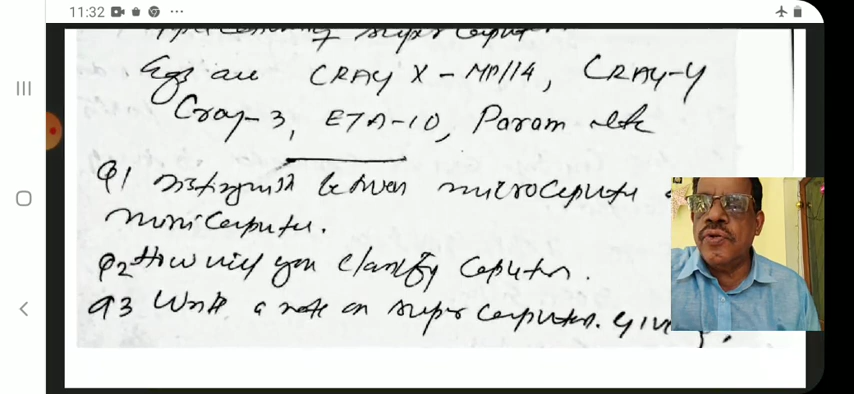 11:32
Egs are CRAY X-MP/14, CRAY-Y
Cray-3, ETA-10, Param etc
Q1 Distinguish between microcomputer
minicomputer.
Q2 How will you classify computers.
Q3 Write a note on super computers. Give